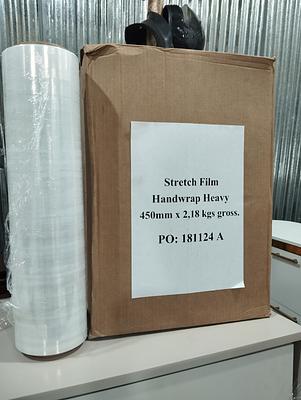 Stretch Film
Handwrap Heavy
450mm x 2,18 kgs gross.
PO: 181124 A